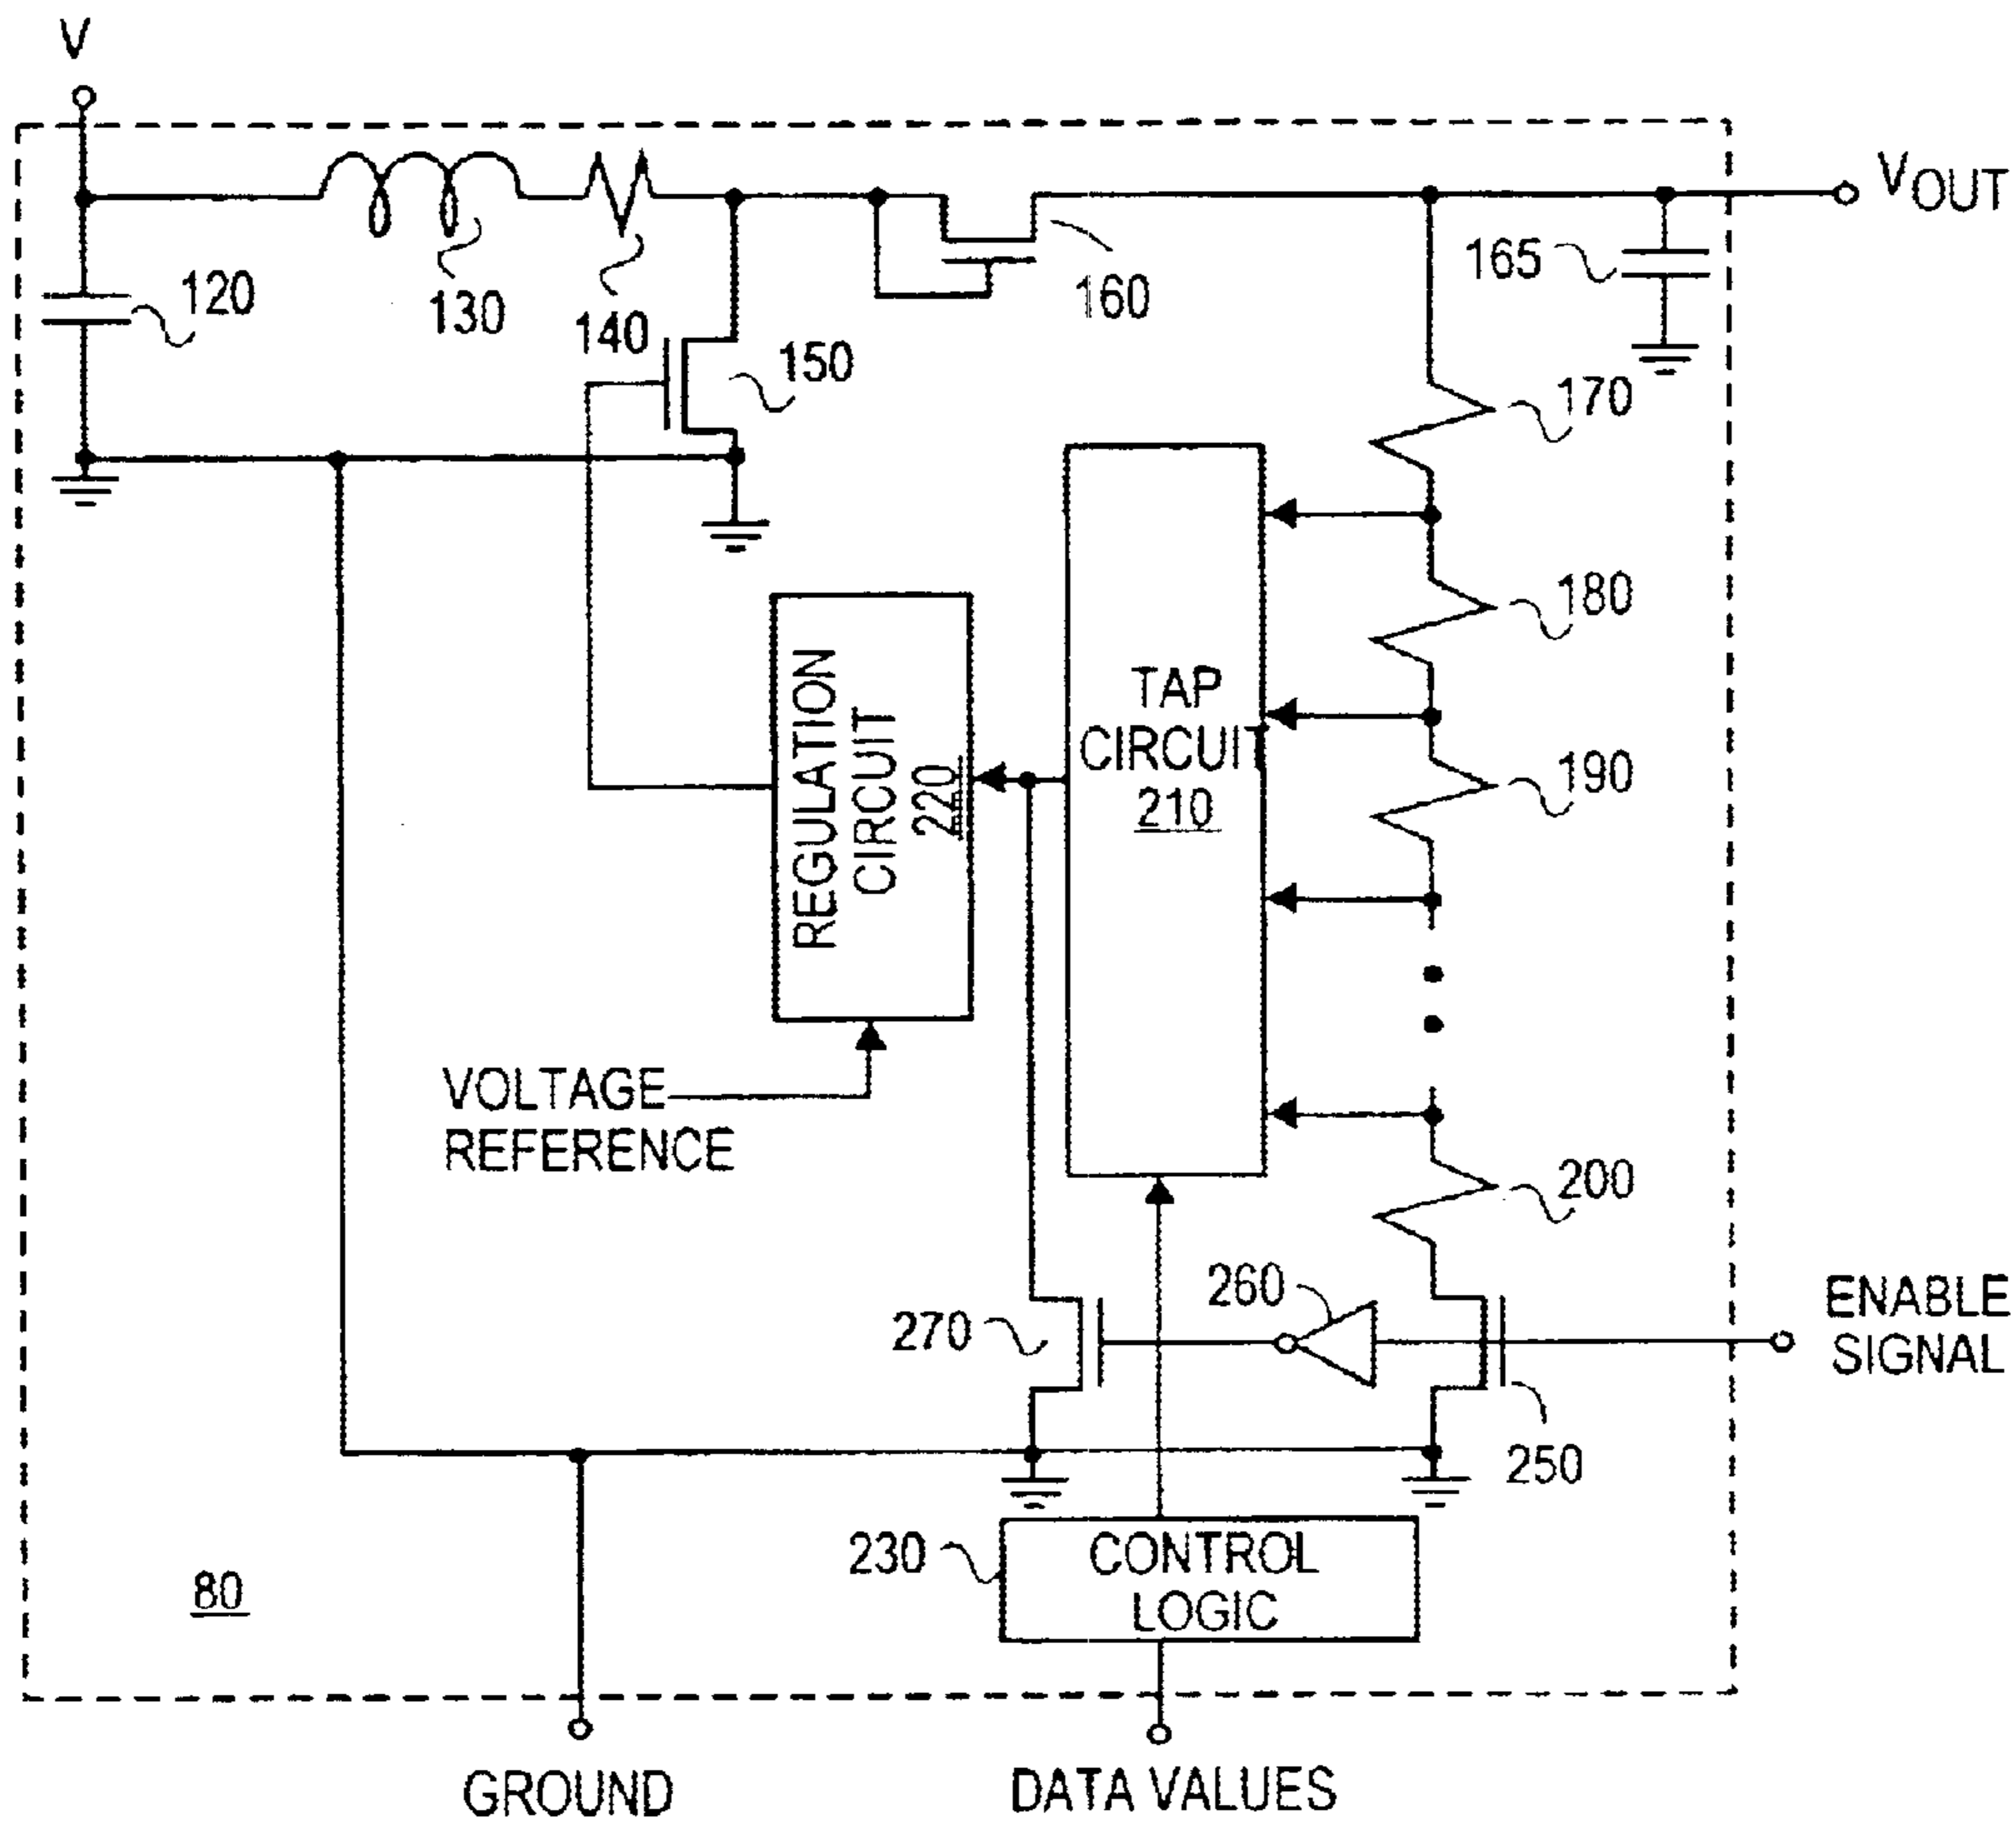 V
VOUT
120
130
140
160
165
150
170
180
190
TAP
CIRCUIT
210
REGULATION
CIRCUIT
220
VOLTAGE
REFERENCE
200
260
270
ENABLE
SIGNAL
250
230
CONTROL
LOGIC
80
GROUND
DATA VALUES